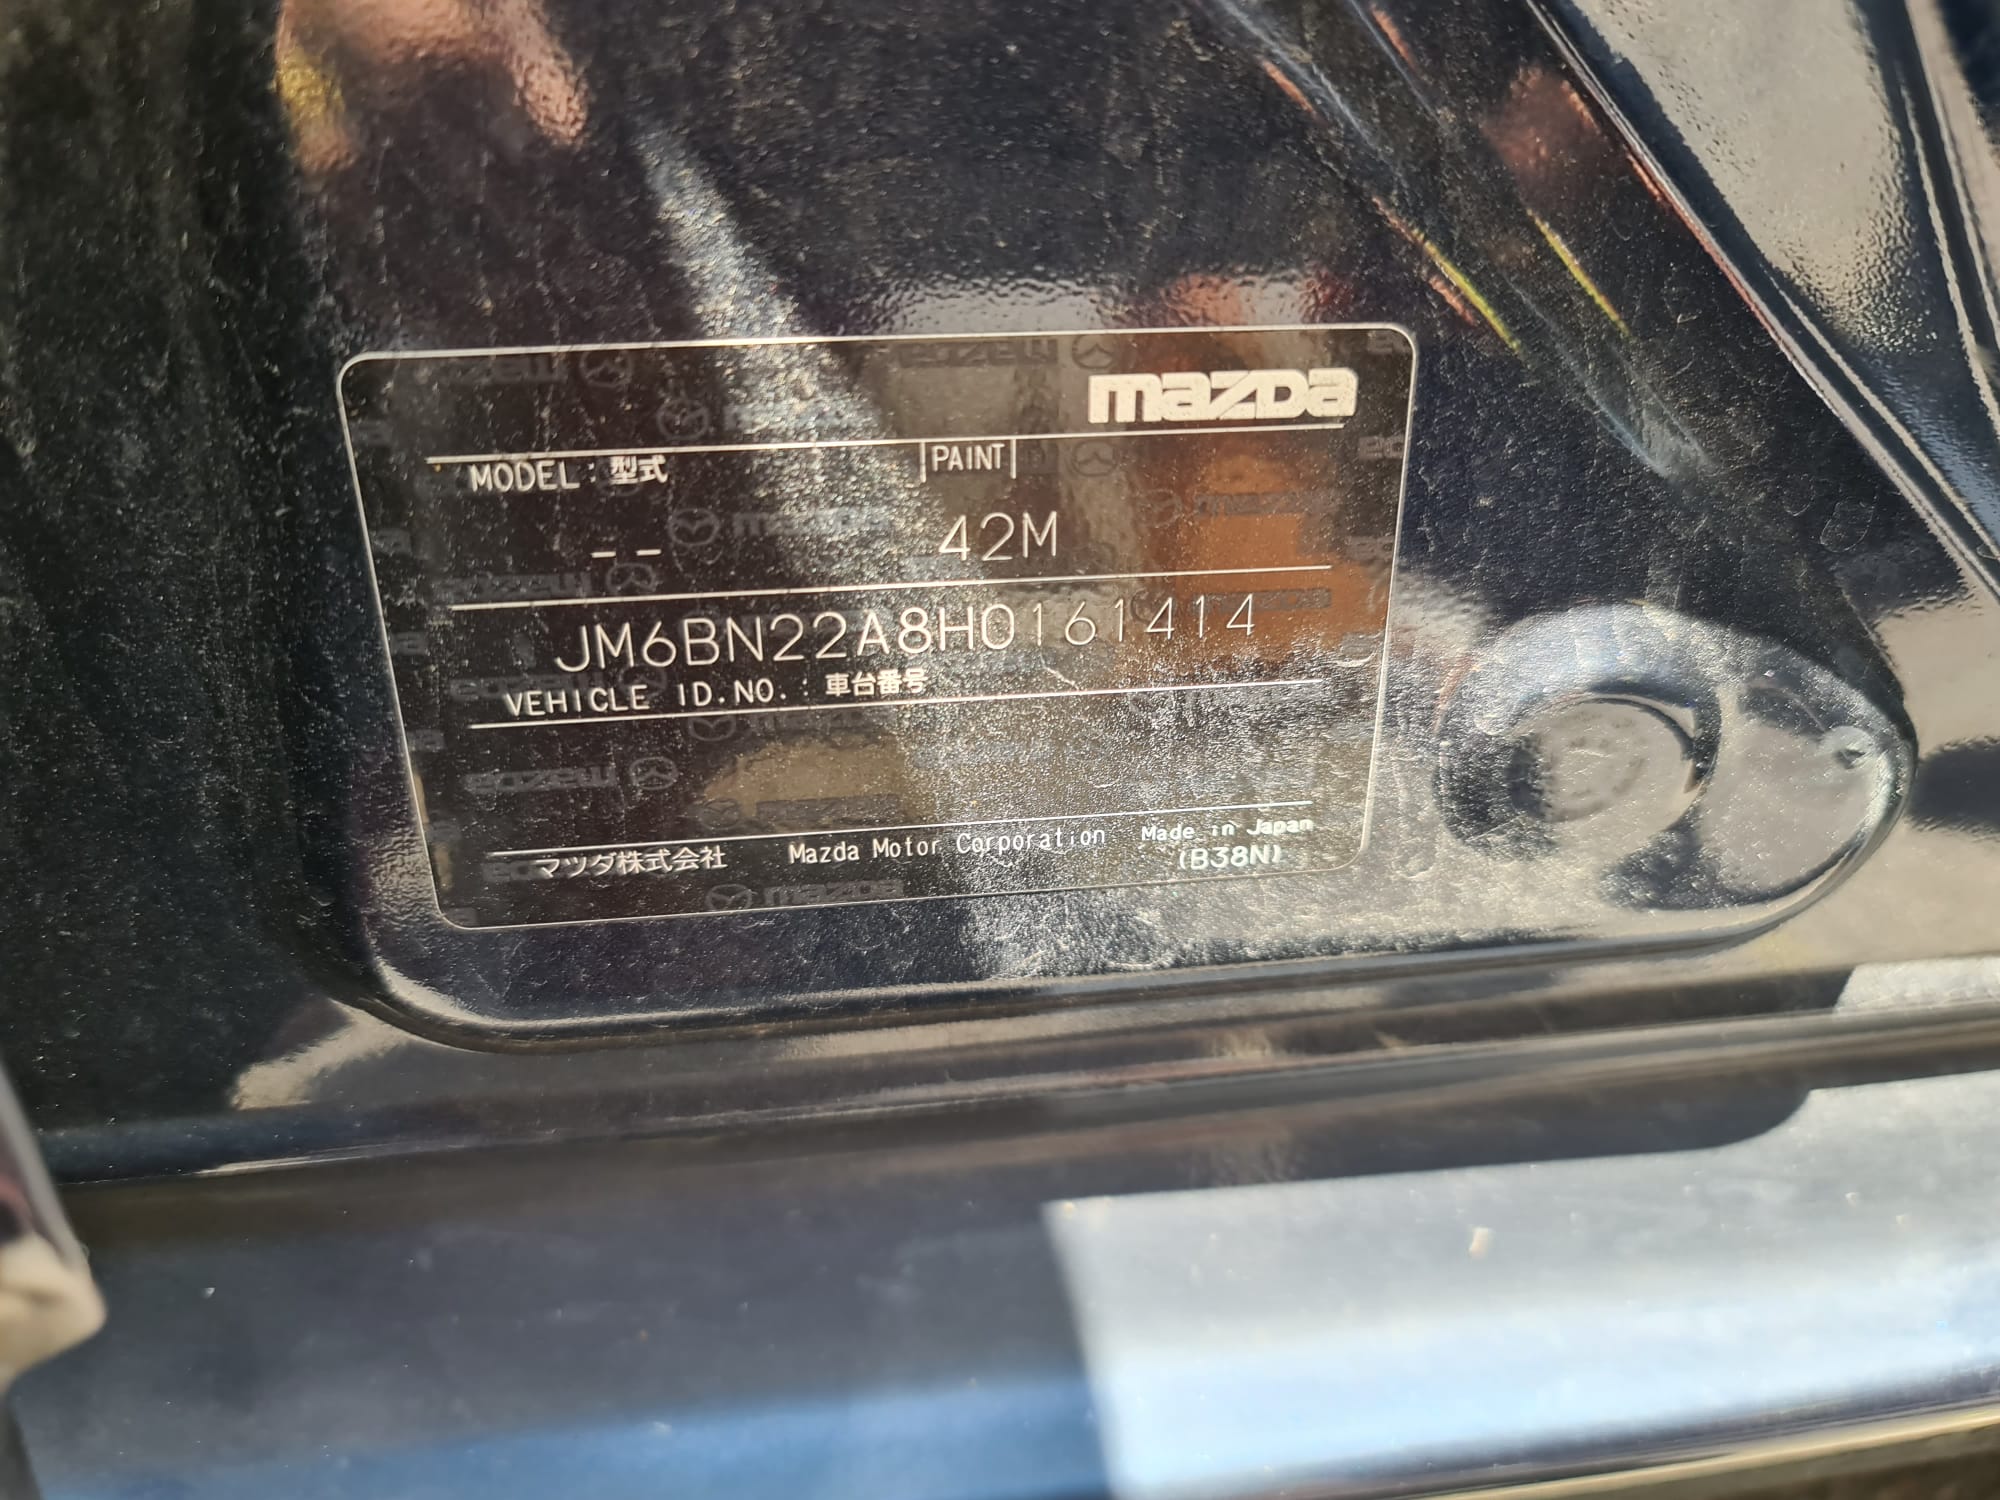 mazda
MODEL : 型式 PAINT
-- 42M
JM6BN22A8H0161414
VEHICLE ID.NO. : 車台番号
マツダ株式会社 Mazda Motor Corporation Made in Japan
(B38N)